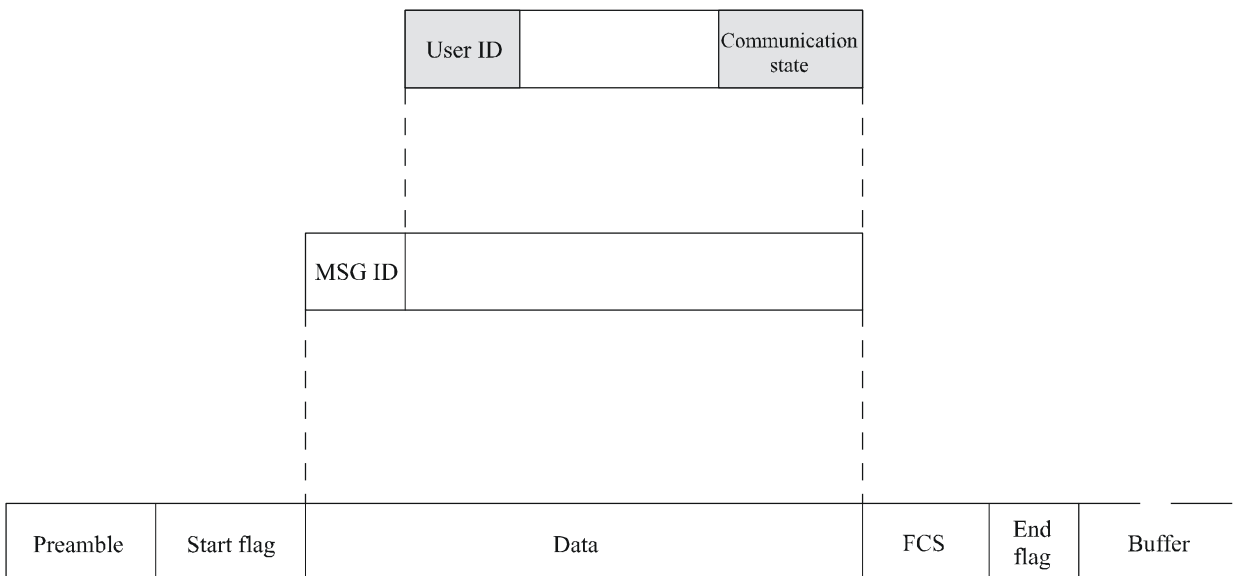 User ID
Communication
state
MSG ID
Preamble
Start flag
Data
FCS
End
flag
Buffer